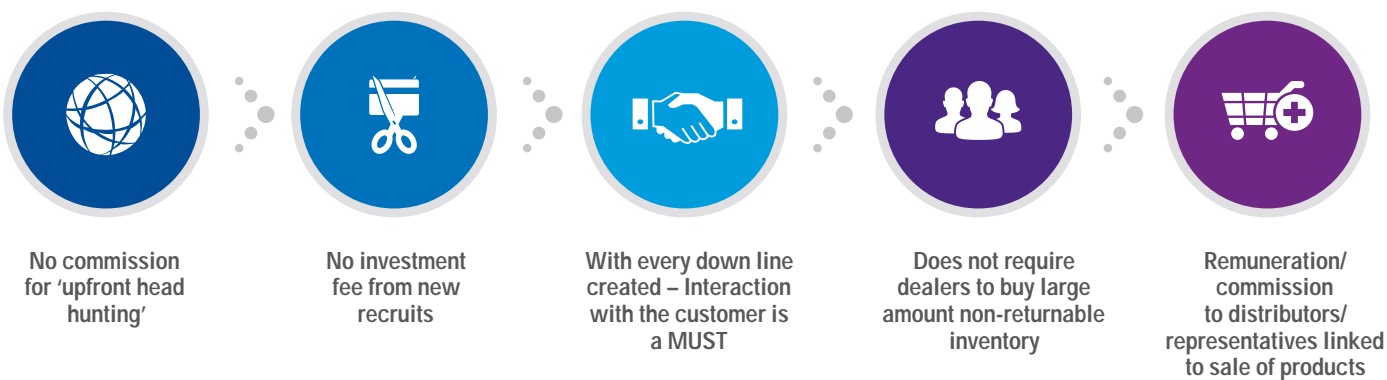 No commission
for ‘upfront head
hunting’
No investment
fee from new
recruits
With every down line
created – Interaction
with the customer is
a MUST
Does not require
dealers to buy large
amount non-returnable
inventory
Remuneration/
commission
to distributors/
representatives linked
to sale of products